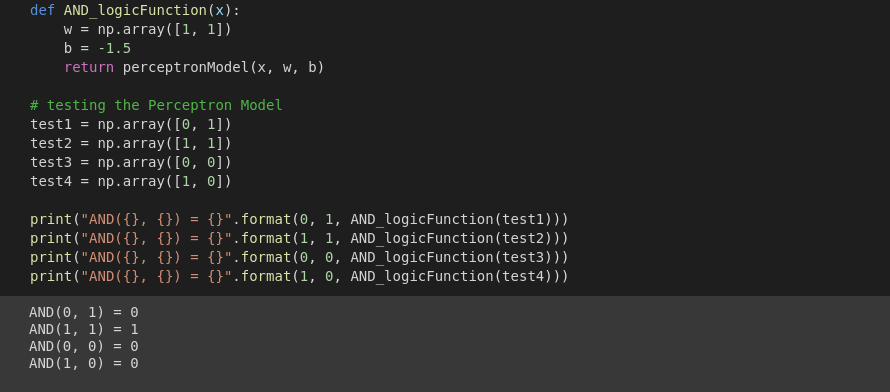 def AND_logicFunction(x):
    w = np.array([1, 1])
    b = -1.5
    return perceptronModel(x, w, b)

# testing the Perceptron Model
test1 = np.array([0, 1])
test2 = np.array([1, 1])
test3 = np.array([0, 0])
test4 = np.array([1, 0])

print("AND({}, {}) = {}".format(0, 1, AND_logicFunction(test1)))
print("AND({}, {}) = {}".format(1, 1, AND_logicFunction(test2)))
print("AND({}, {}) = {}".format(0, 0, AND_logicFunction(test3)))
print("AND({}, {}) = {}".format(1, 0, AND_logicFunction(test4)))

AND(0, 1) = 0
AND(1, 1) = 1
AND(0, 0) = 0
AND(1, 0) = 0